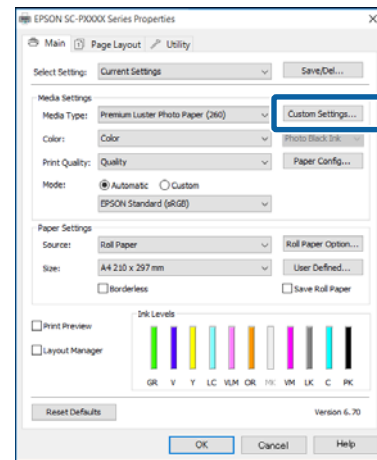 EPSON SC-PXXXX Series Properties
Main Page Layout Utility
Select Setting: Current Settings Save/Del...
Media Settings
Media Type: Premium Luster Photo Paper (260) Custom Settings...
Color: Color Photo Black Ink
Print Quality: Quality Paper Config...
Mode: Automatic Custom
EPSON Standard (sRGB)
Paper Settings
Source: Roll Paper Roll Paper Option...
Size: A4 210 x 297 mm User Defined...
Borderless Save Roll Paper
Print Preview
Layout Manager
Ink Levels
GR V Y LC VLM OR MK VM LK C PK
Reset Defaults Version 6.70
OK Cancel Help